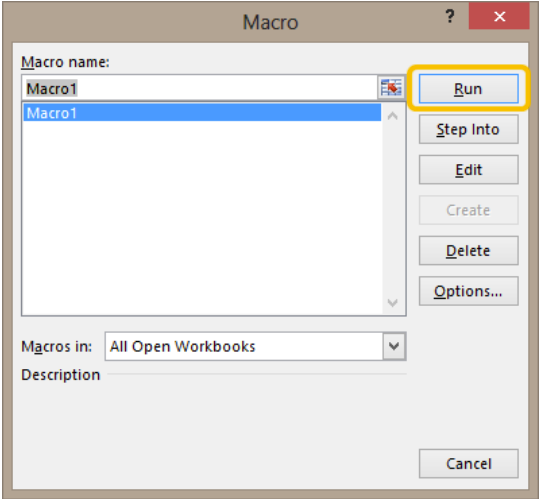 Macro
?
×
Macro name:
Macro1
Run
Macro1
Step Into
Edit
Create
Delete
Options...
Macros in:
All Open Workbooks
Description
Cancel